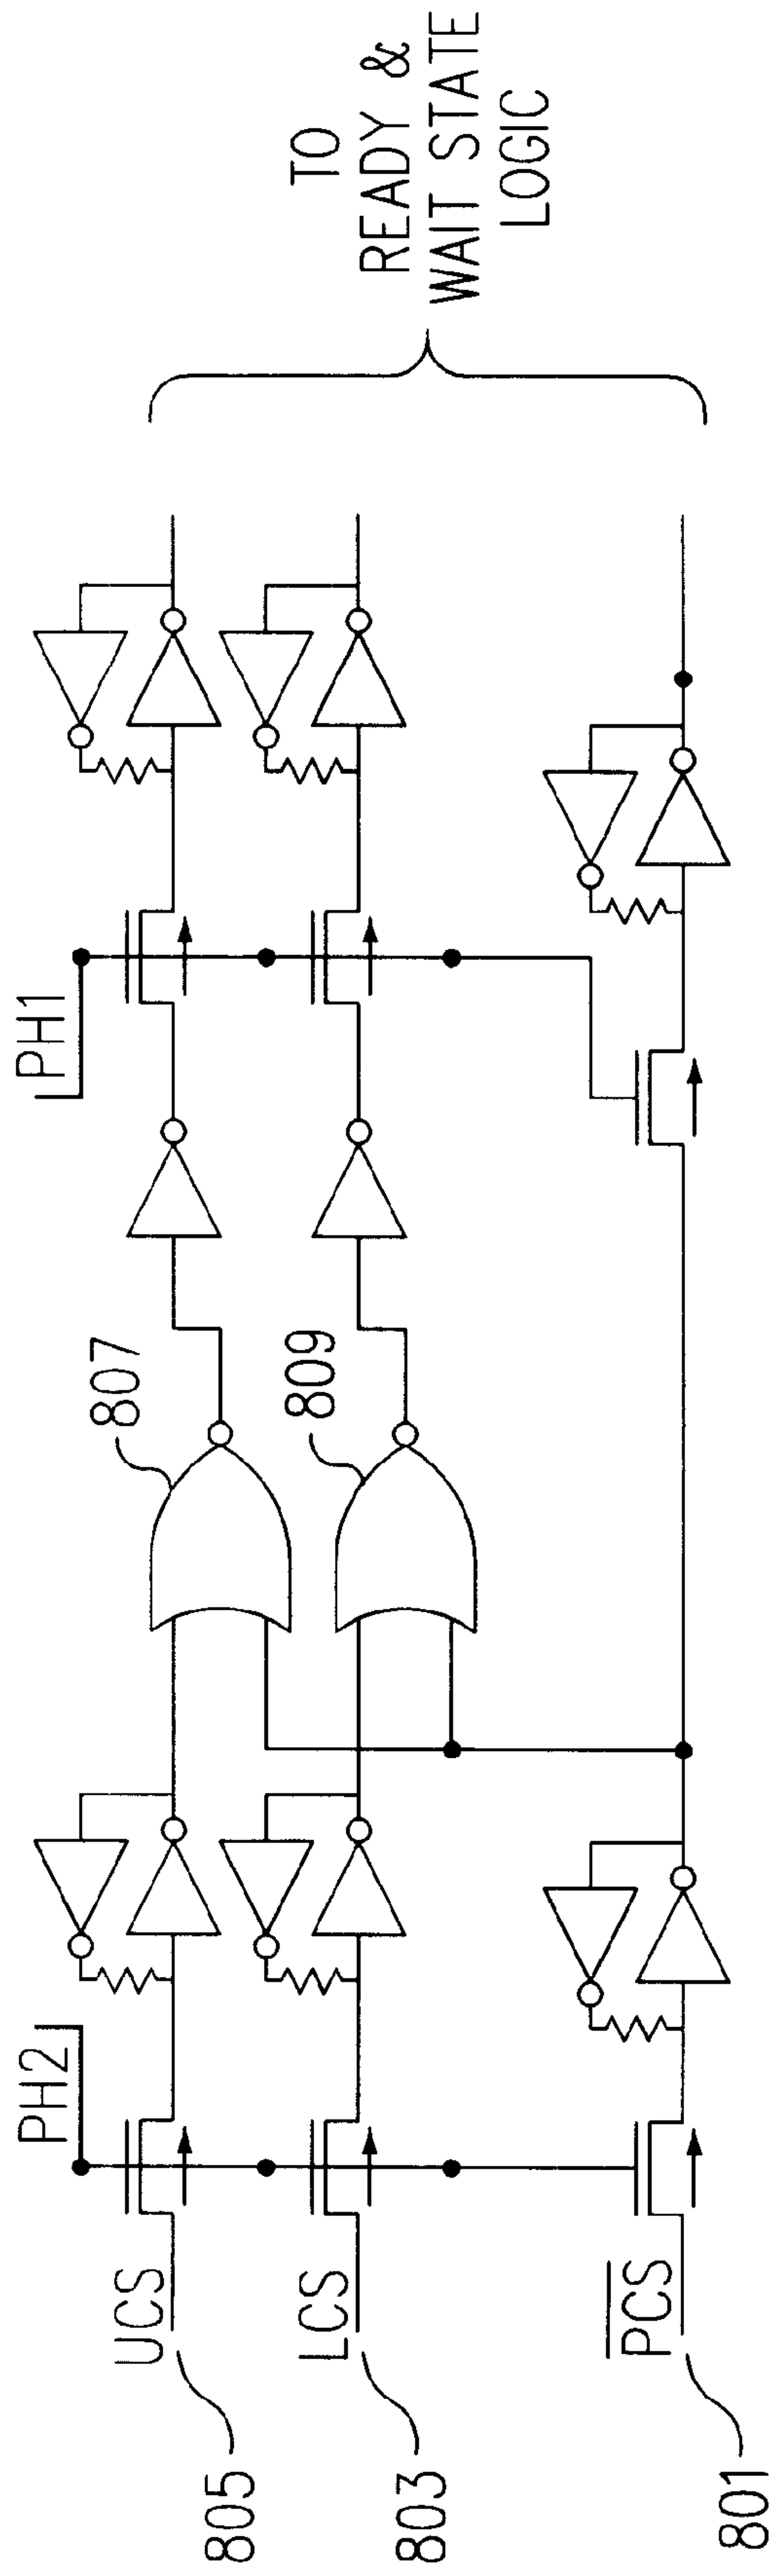 PH2
PH1
UCS
805
LCS
803
PCS
801
807
809
TO
READY &
WAIT STATE
LOGIC